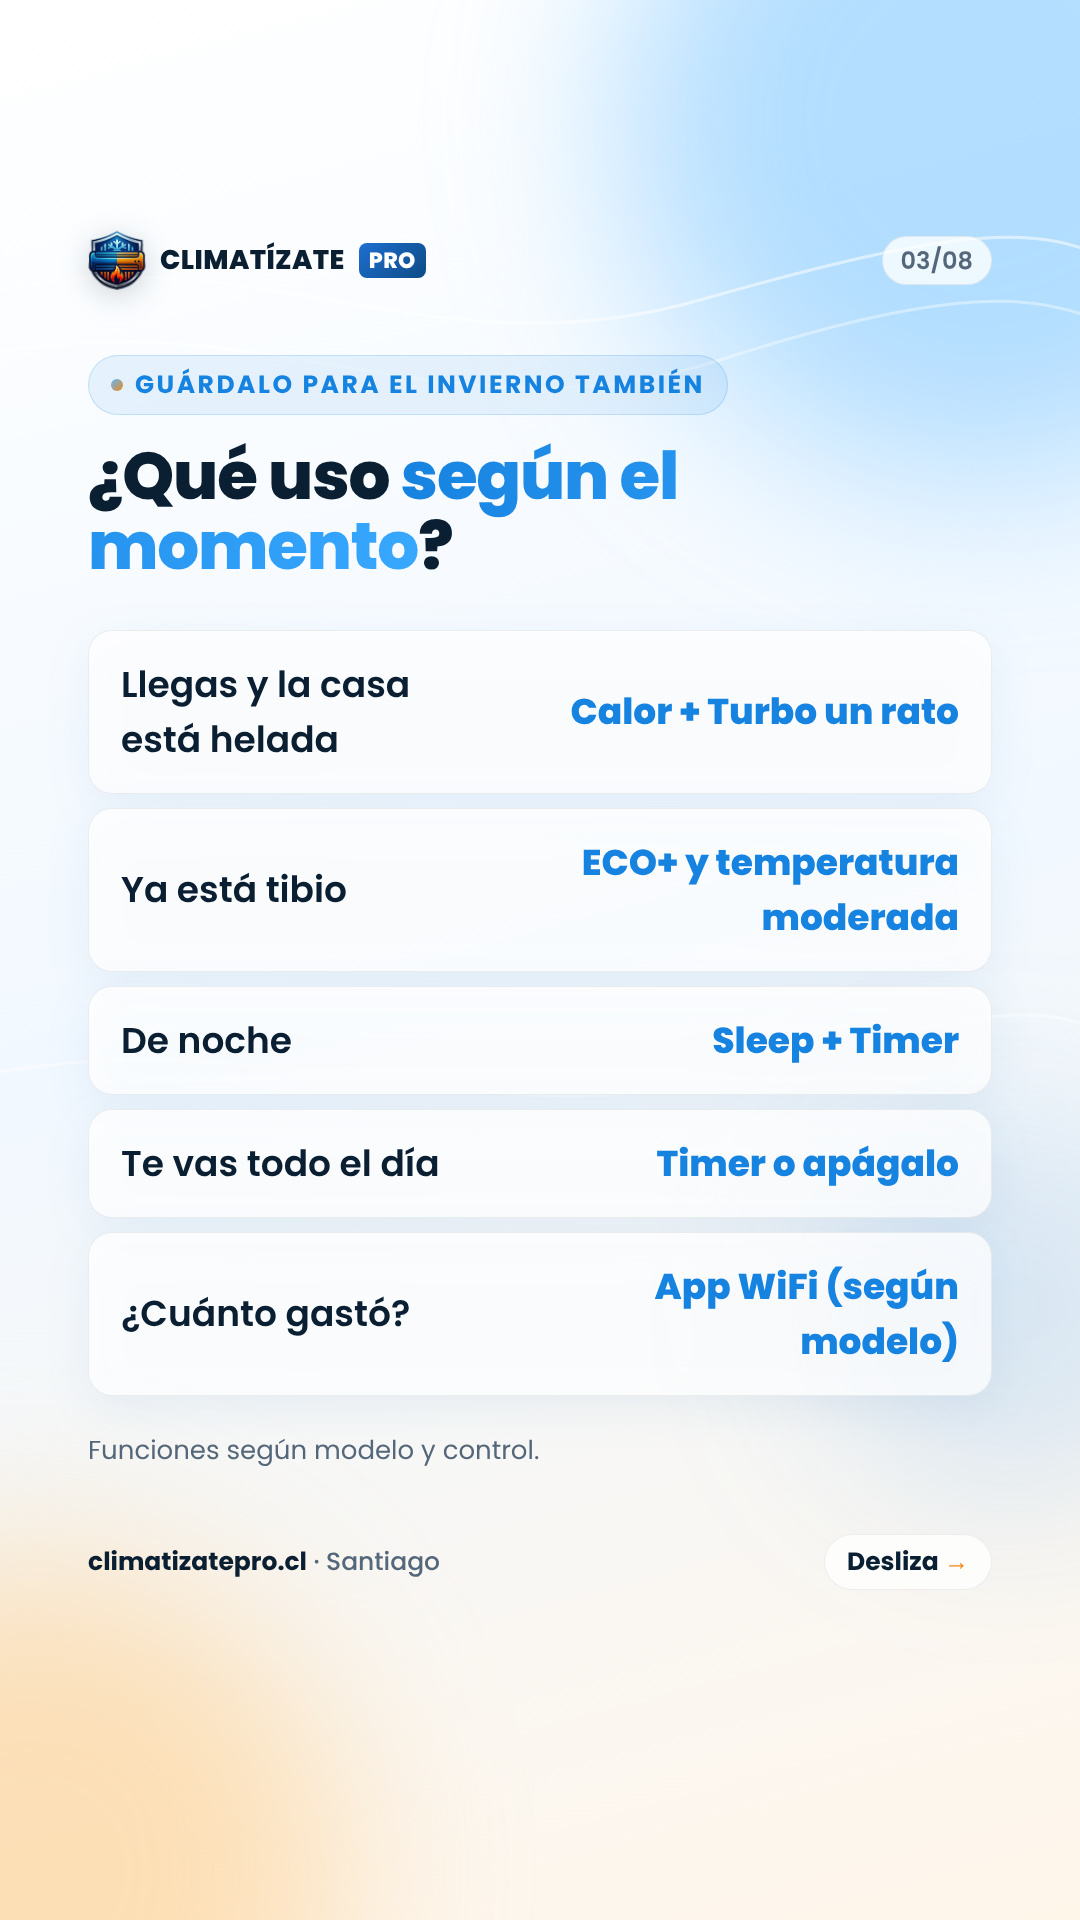 CLIMATÍZATE PRO
03/08
GUÁRDALO PARA EL INVIERNO TAMBIÉN
¿Qué uso según el
momento?
Llegas y la casa
está helada
Calor + Turbo un rato
Ya está tibio
ECO+ y temperatura
moderada
De noche
Sleep + Timer
Te vas todo el día
Timer o apágalo
¿Cuánto gastó?
App WiFi (según
modelo)
Funciones según modelo y control.
climatizatepro.cl · Santiago
Desliza →